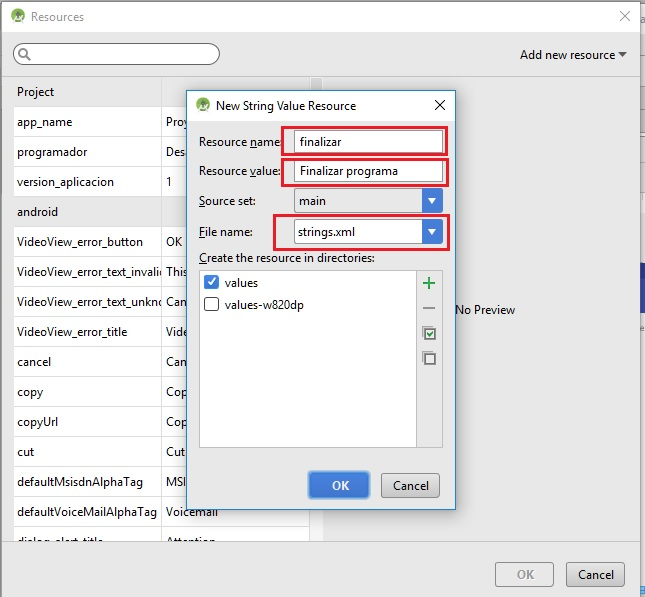 Resources
Add new resource
Project
app_name
Proy
programador
Des
version_aplicacion
1
android
VideoView_error_button
OK
VideoView_error_text_invali
This
VideoView_error_text_unkn
Can
VideoView_error_title
Vide
cancel
Can
copy
Cop
copyUrl
Cop
cut
Cut
defaultMsisdnAlphaTag
MSI
defaultVoiceMailAlphaTag
Voicemail
dialog_alert_title
Attention
New String Value Resource
Resource name:
finalizar
Resource value:
Finalizar programa
Source set:
main
File name:
strings.xml
Create the resource in directories:
values
values-w820dp
OK
Cancel
No Preview
OK
Cancel